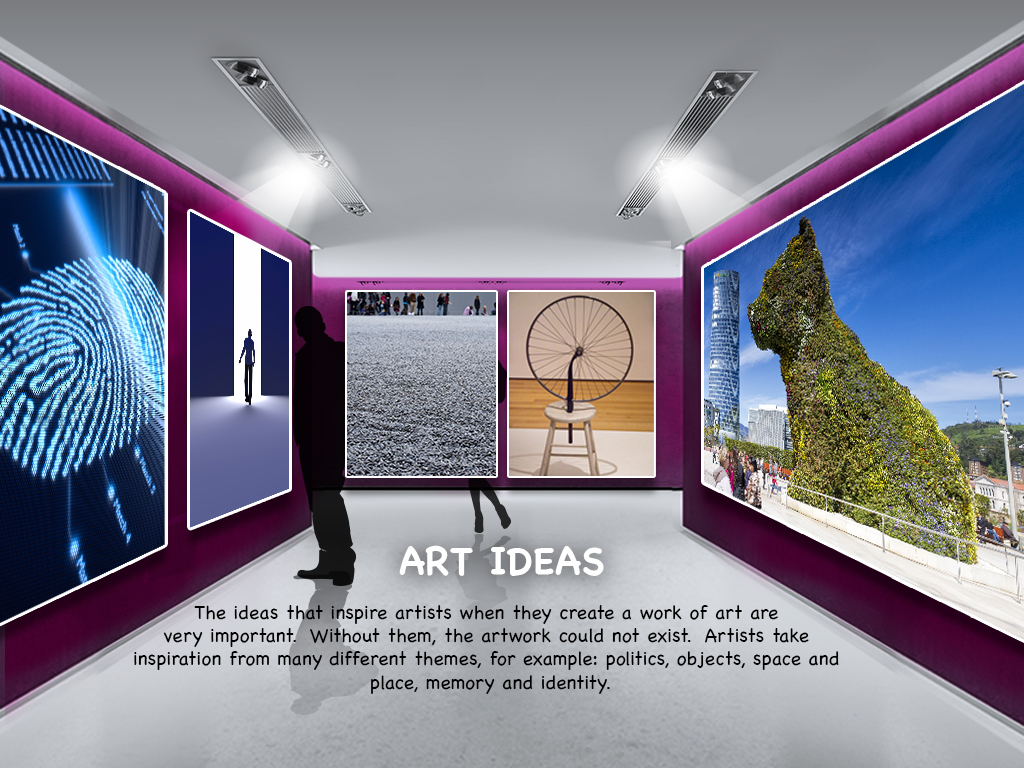 ART IDEAS
The ideas that inspire artists when they create a work of art are
very important.  Without them, the artwork could not exist.  Artists take
inspiration from many different themes, for example: politics, objects, space and
place, memory and identity.